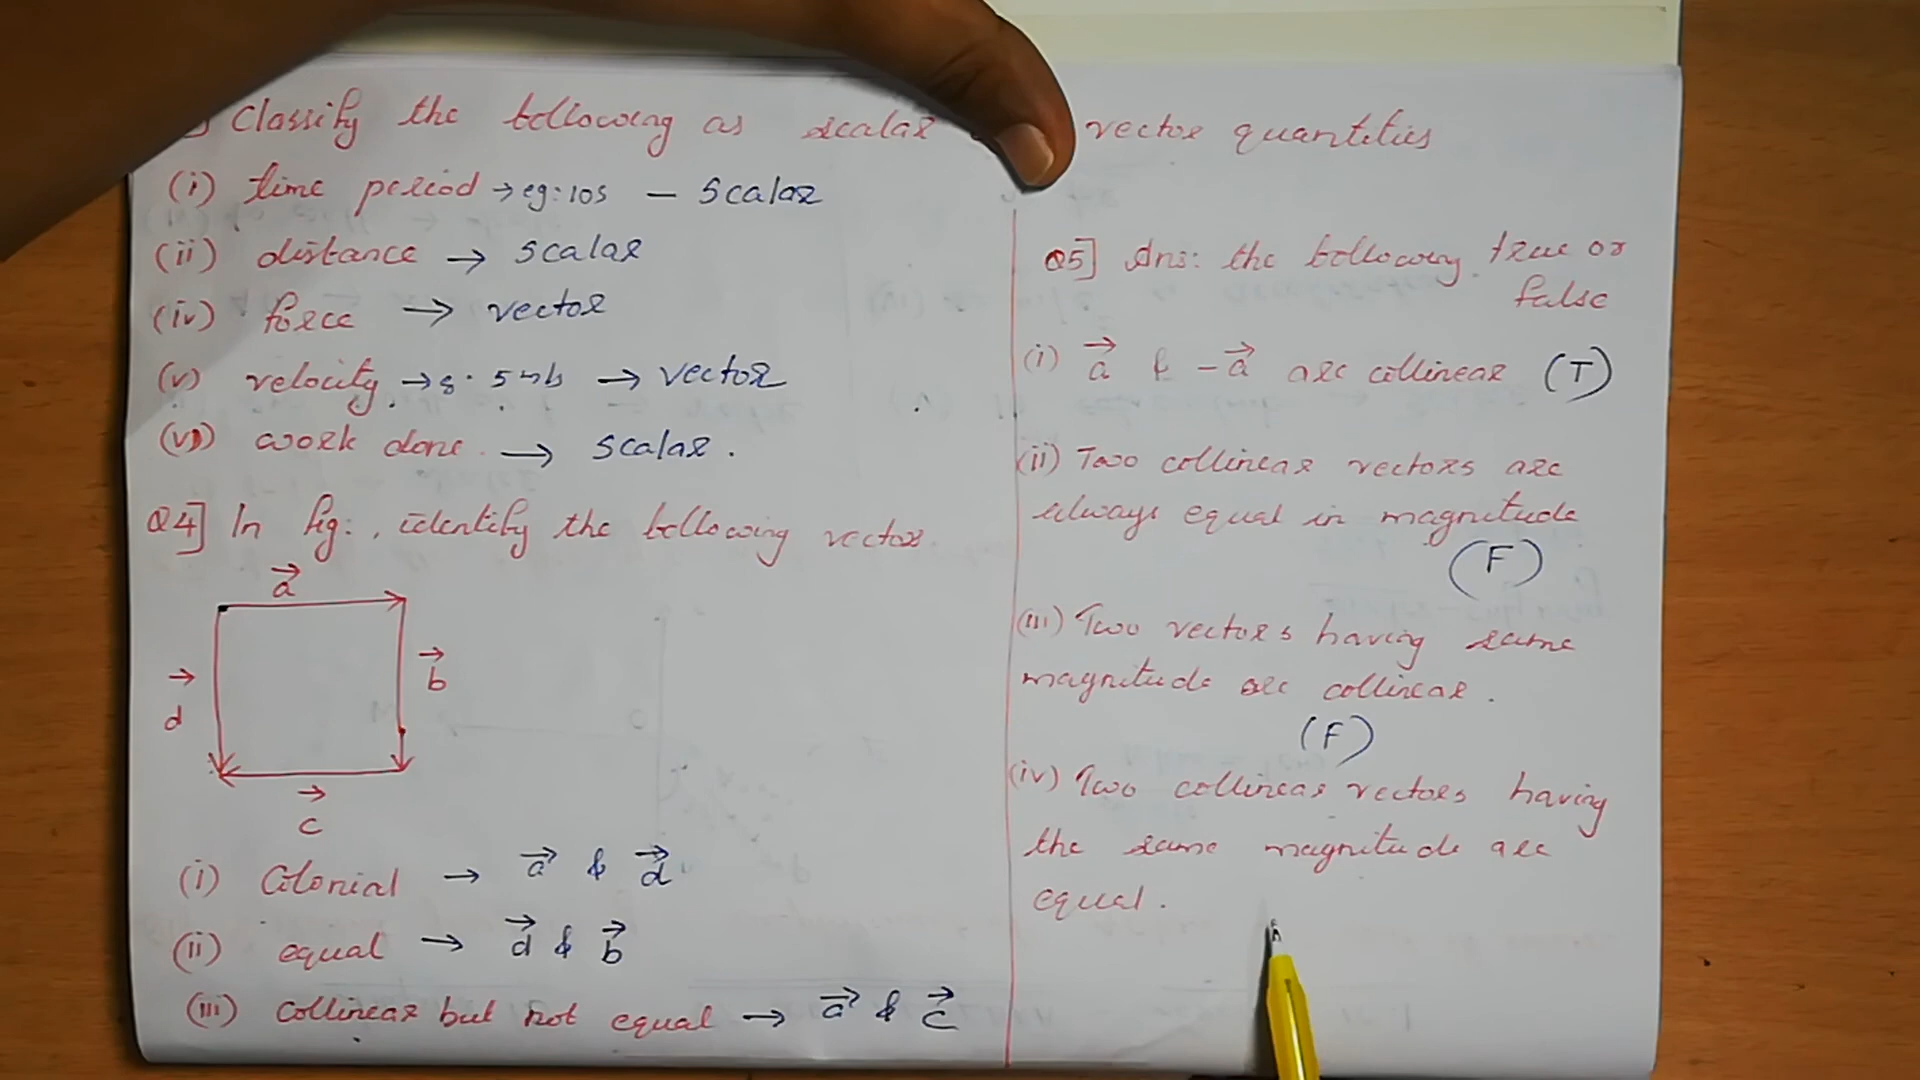 Classify the following as scalar vector quantities
(i) time period → eg: 10s — Scalar
(ii) distance → scalar
(iv) force → vector
(v) velocity → → vector
(vi) work done → scalar.
Q4] In fig:, identify the following vector
a⃗
b⃗
d⃗
c⃗
(i) → a⃗ & d⃗
(ii) equal → d⃗ & b⃗
(iii) collinear but not equal → a⃗ & c⃗
Q5] Ans: the following true or
false
(i) a⃗ & -a⃗ are collinear (T)
(ii) Two collinear vectors are
always equal in magnitude
(F)
(iii) Two vectors having same
magnitude are collinear.
(F)
(iv) Two collinear vectors having
the same magnitude are
equal.